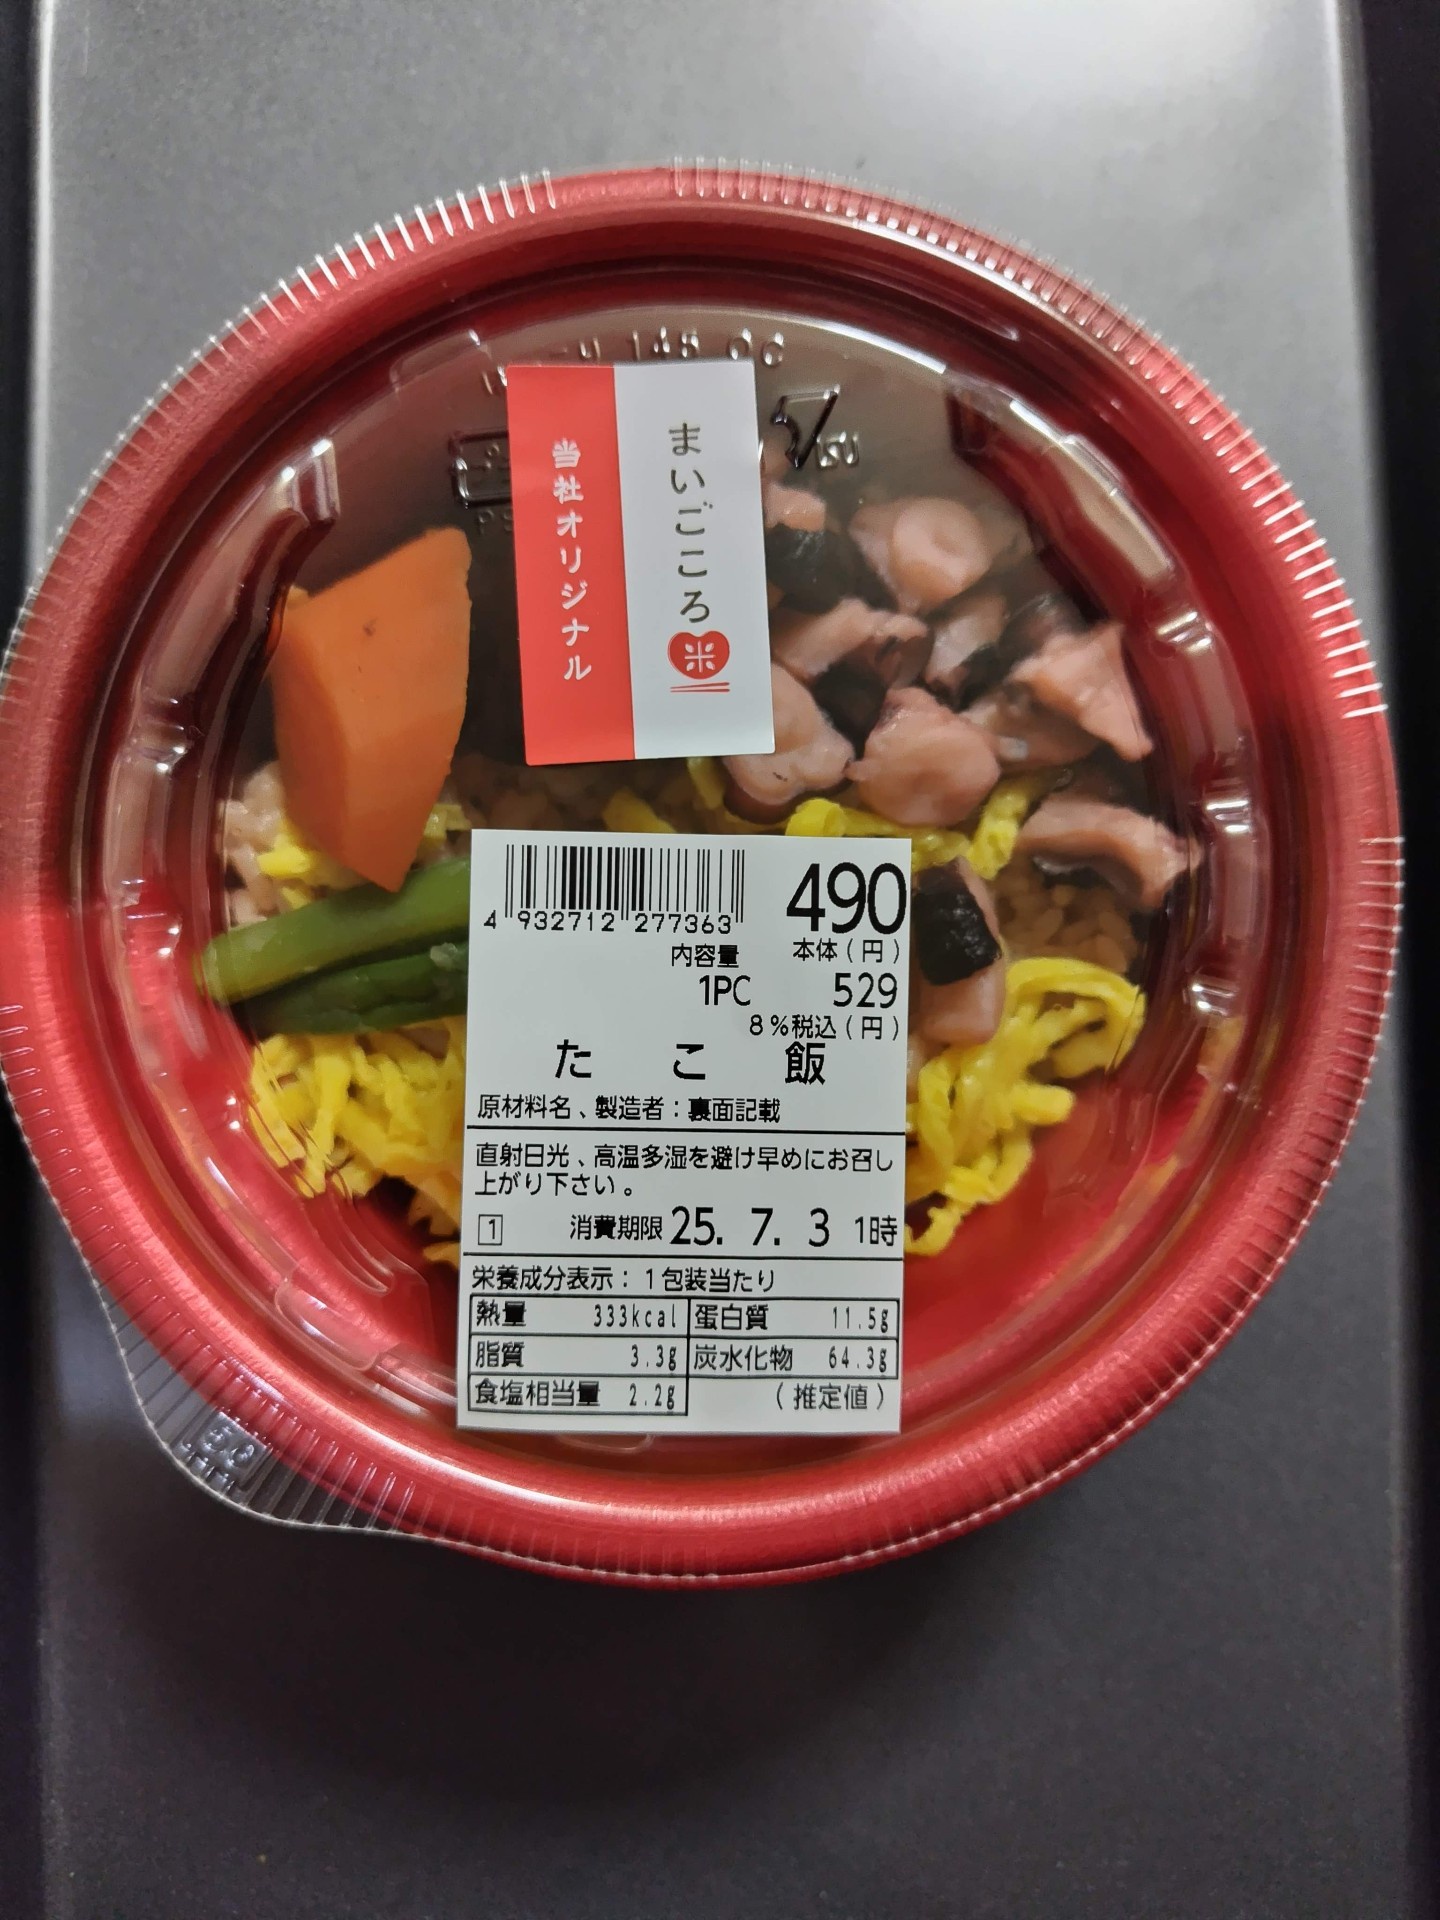 まいごころ
米
当社オリジナル
490
4 932712 277363
本体(円)
内容量
1PC 529
8%税込(円)
たこ飯
原材料名、製造者:裏面記載
直射日光、高温多湿を避け早めにお召し
上がり下さい。
1 消費期限 25. 7. 3 1時
栄養成分表示:1包装当たり
熱量 333kcal 蛋白質 11.5g
脂質 3.3g 炭水化物 64.3g
食塩相当量 2.2g (推定値)